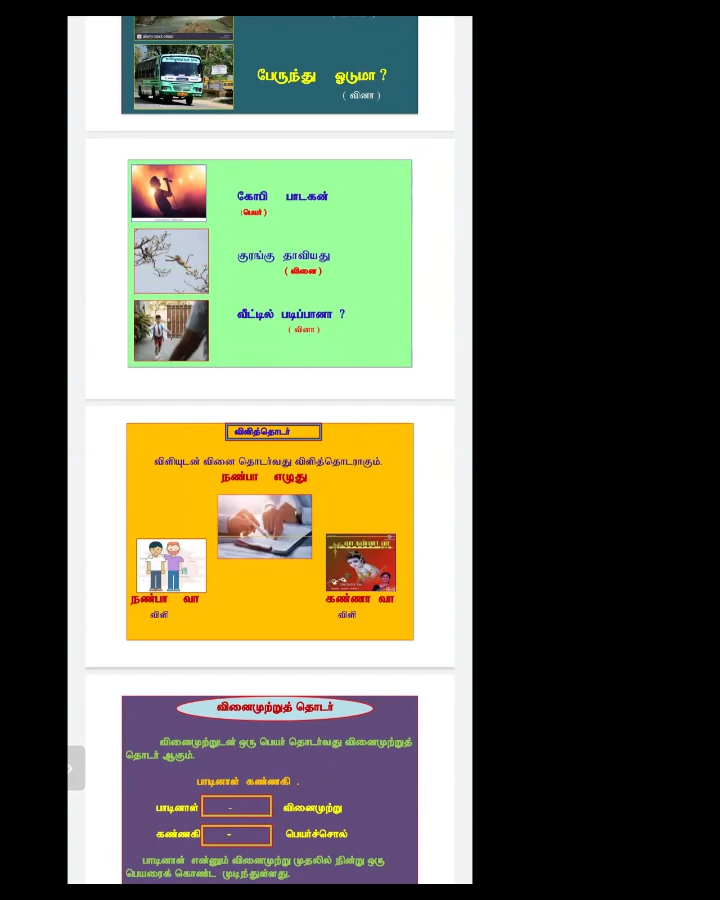 பேருந்து ஓடுமா ?
( வினா )
கோபி பாடகன்
(பெயர்)
குரங்கு தாவியது
( வினை )
வீட்டில் படிப்பானா ?
( வினா )
விளித்தொடர்
விளியுடன் வினை தொடர்வது விளித்தொடராகும்.
நண்பா எழுது
வா கண்ணா வா
நண்பா வா
விளி
கண்ணா வா
விளி
வினைமுற்றுத் தொடர்
வினைமுற்றுடன் ஒரு பெயர் தொடர்வது வினைமுற்றுத்
தொடர் ஆகும்.
பாடினாள் கண்ணகி .
பாடினாள் - வினைமுற்று
கண்ணகி - பெயர்ச்சொல்
பாடினாள் என்னும் வினைமுற்று முதலில் நின்று ஒரு
பெயரைக் கொண்ட முடிந்துள்ளது.